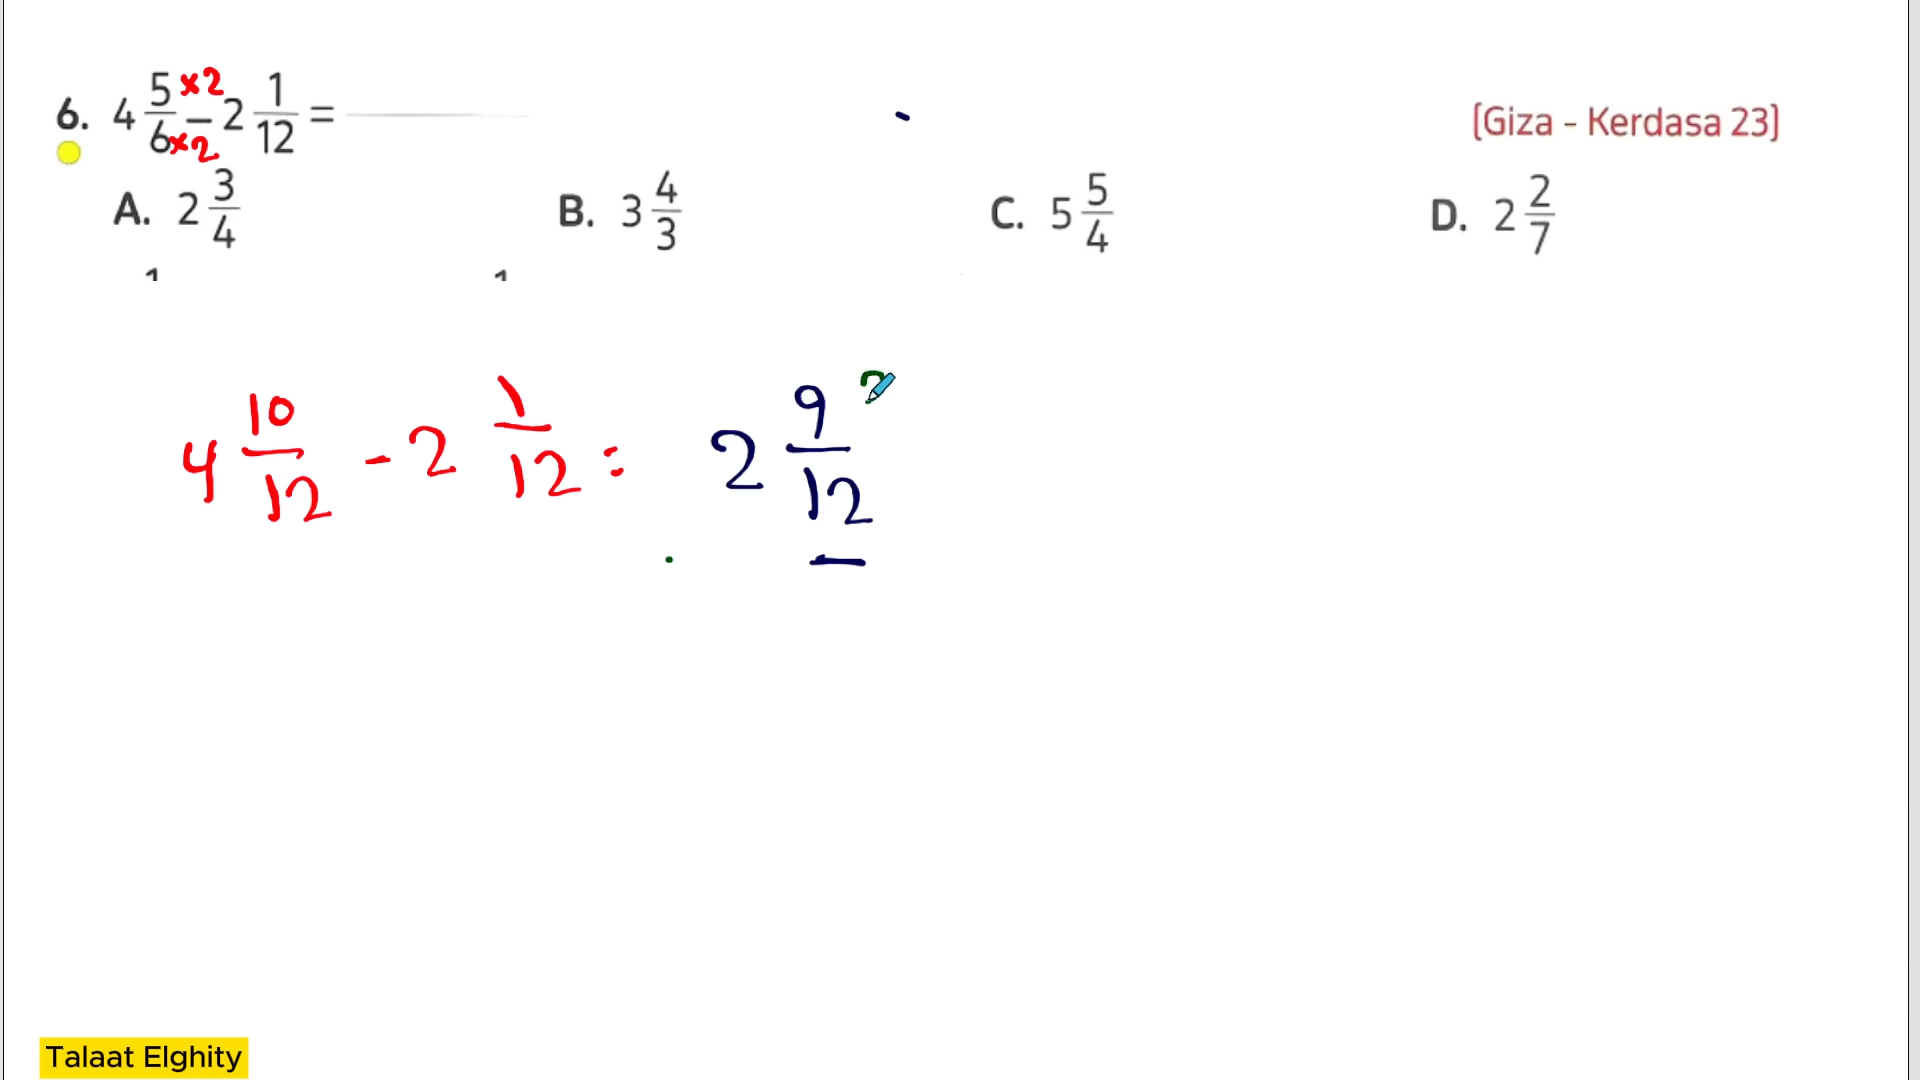 6. 4 5/6 - 2 1/12 = [Giza - Kerdasa 23]
×2
×2
A. 2 3/4 B. 3 4/3 C. 5 5/4 D. 2 2/7
4 10/12 - 2 1/12 = 2 9/12
Talaat Elghity